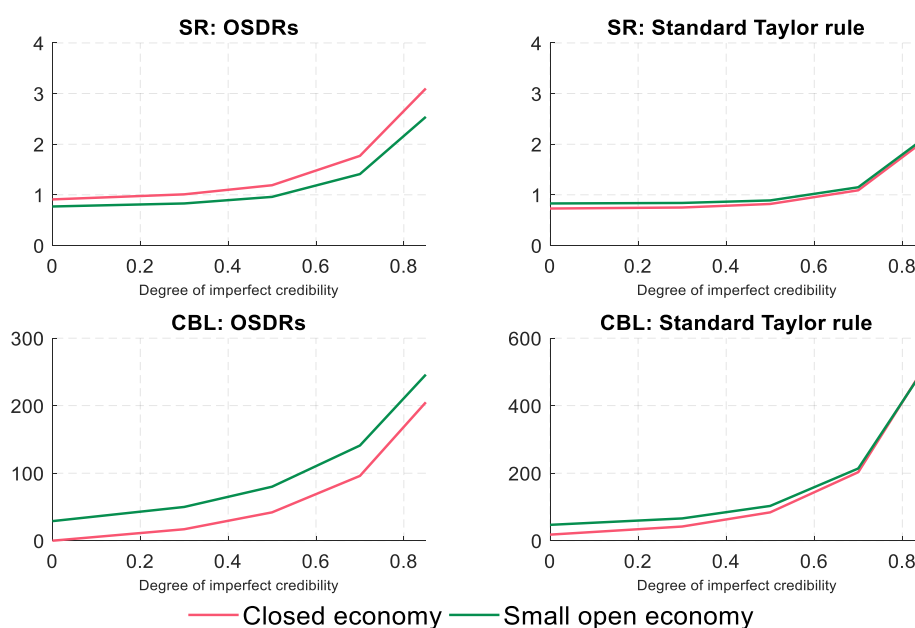 SR: OSDRs
4
3
2
1
0
0 0.2 0.4 0.6 0.8
Degree of imperfect credibility
SR: Standard Taylor rule
4
3
2
1
0
0 0.2 0.4 0.6 0.8
Degree of imperfect credibility
CBL: OSDRs
300
200
100
0
0 0.2 0.4 0.6 0.8
Degree of imperfect credibility
CBL: Standard Taylor rule
600
400
200
0
0 0.2 0.4 0.6 0.8
Degree of imperfect credibility
Closed economy Small open economy